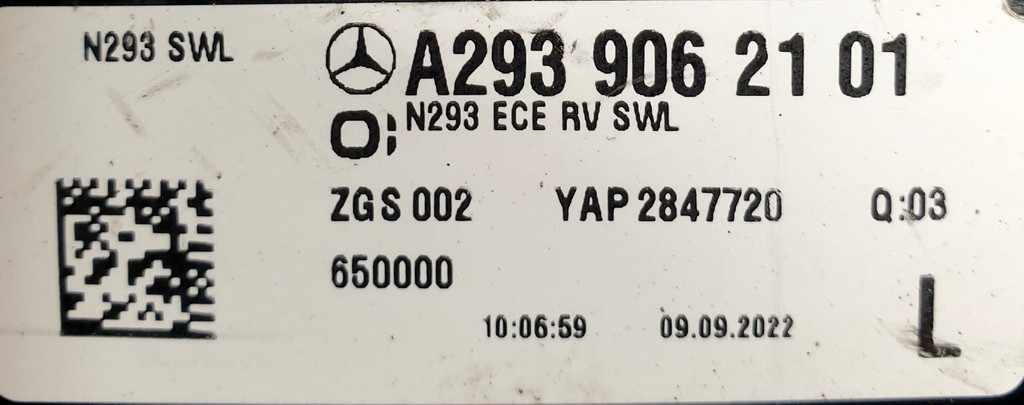 N293 SWL
A293 906 21 01
N293 ECE RV SWL
ZGS 002 YAP 2847720 Q:03
650000
10:06:59 09.09.2022
L